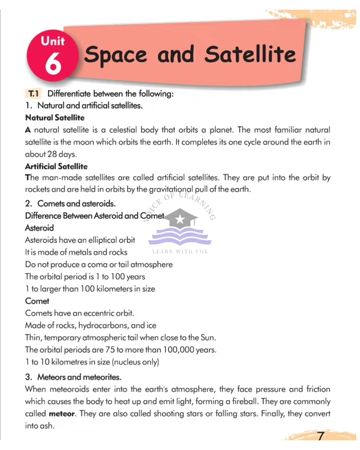 Unit
6
Space and Satellite
T.1 Differentiate between the following:
1. Natural and artificial satellites.
Natural Satellite
A natural satellite is a celestial body that orbits a planet. The most familiar natural
satellite is the moon which orbits the earth. It completes its one cycle around the earth in
about 28 days.
Artificial Satellite
The man-made satellites are called artificial satellites. They are put into the orbit by
rockets and are held in orbits by the gravitational pull of the earth.
2. Comets and asteroids.
Difference Between Asteroid and Comet
Asteroid
Asteroids have an elliptical orbit
It is made of metals and rocks
Do not produce a coma or tail atmosphere
The orbital period is 1 to 100 years
1 to larger than 100 kilometers in size
Comet
Comets have an eccentric orbit.
Made of rocks, hydrocarbons, and ice
Thin, temporary atmospheric tail when close to the Sun.
The orbital periods are 75 to more than 100,000 years.
1 to 10 kilometres in size (nucleus only)
3. Meteors and meteorites.
When meteoroids enter into the earth's atmosphere, they face pressure and friction
which causes the body to heat up and emit light, forming a fireball. They are commonly
called meteor. They are also called shooting stars or falling stars. Finally, they convert
into ash.
OF LEARNING
LEARN WITH
7